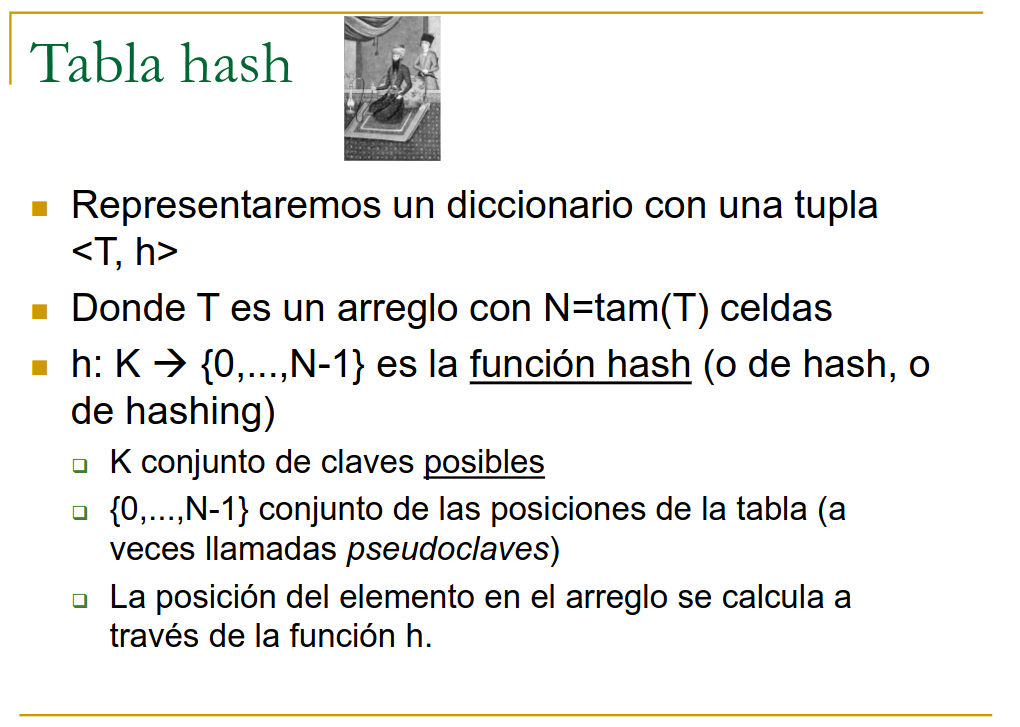 Tabla hash
Representaremos un diccionario con una tupla
<T, h>
Donde T es un arreglo con N=tam(T) celdas
h: K → {0,...,N-1} es la función hash (o de hash, o
de hashing)
K conjunto de claves posibles
{0,...,N-1} conjunto de las posiciones de la tabla (a
veces llamadas pseudoclaves)
La posición del elemento en el arreglo se calcula a
través de la función h.